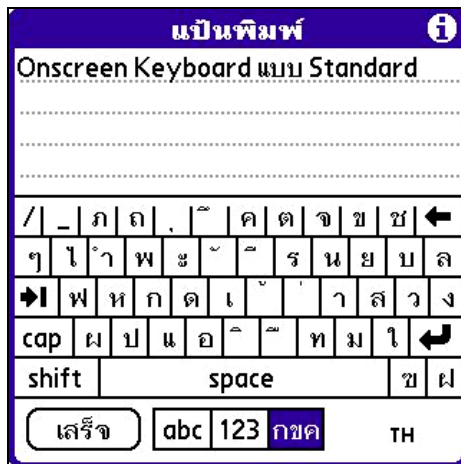 แป้นพิมพ์ i
Onscreen Keyboard แบบ Standard
/ _ ภ ถ ุ ึ ค ต จ ข ช ←
ๆ ไ ำ พ ะ ั ี ร น ย บ ล
ฟ ห ก ด เ ้ ่ า ส ว ง
cap ผ ป แ อ ิ ื ท ม ใ
shift space ฃ ฝ
เสร็จ abc 123 กขค TH